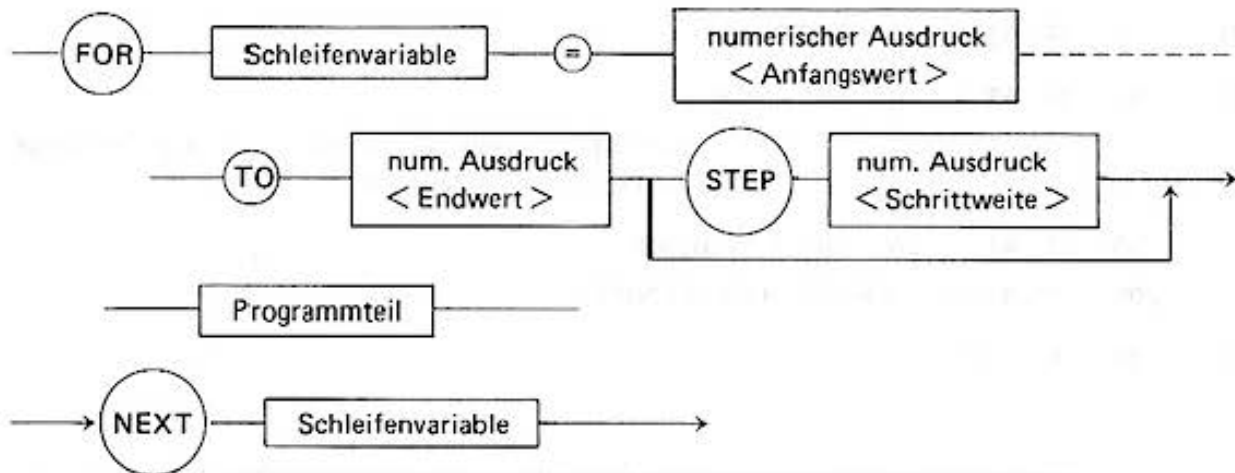 FOR Schleifenvariable = numerischer Ausdruck
< Anfangswert >
TO num. Ausdruck
< Endwert >
STEP num. Ausdruck
< Schrittweite >
Programmteil
NEXT Schleifenvariable